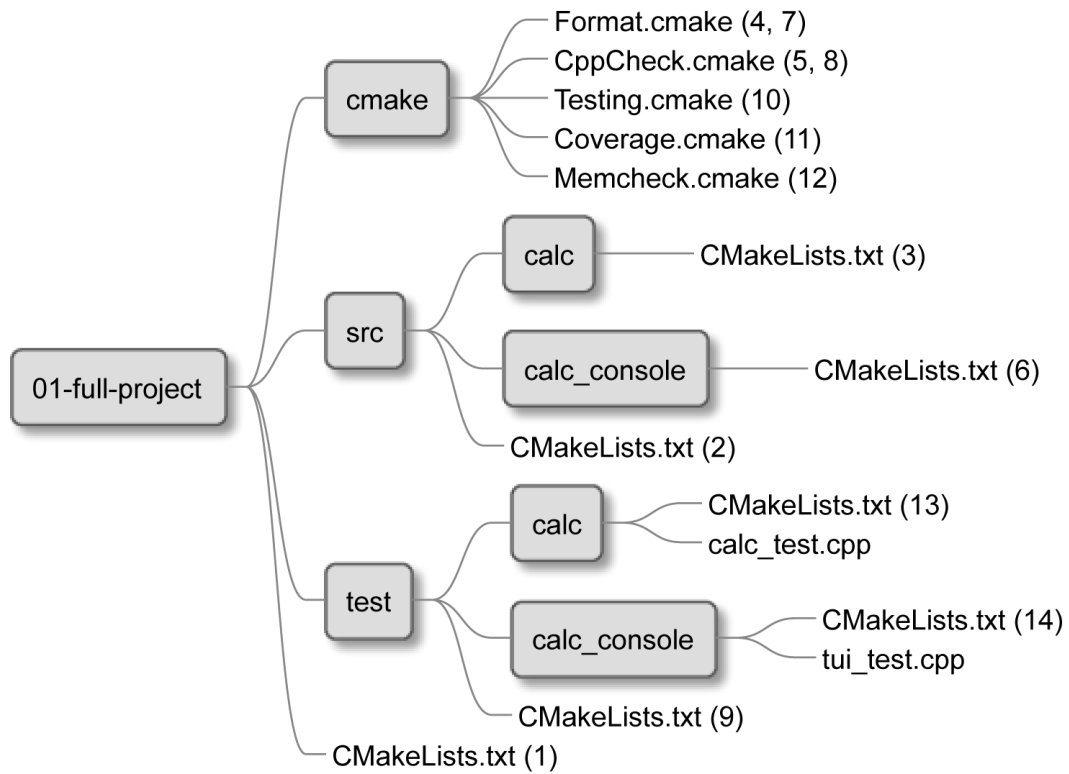 Format.cmake (4, 7)
CppCheck.cmake (5, 8)
cmake
Testing.cmake (10)
Coverage.cmake (11)
Memcheck.cmake (12)
calc
CMakeLists.txt (3)
src
calc_console
CMakeLists.txt (6)
01-full-project
CMakeLists.txt (2)
calc
CMakeLists.txt (13)
calc_test.cpp
test
calc_console
CMakeLists.txt (14)
tui_test.cpp
CMakeLists.txt (9)
CMakeLists.txt (1)